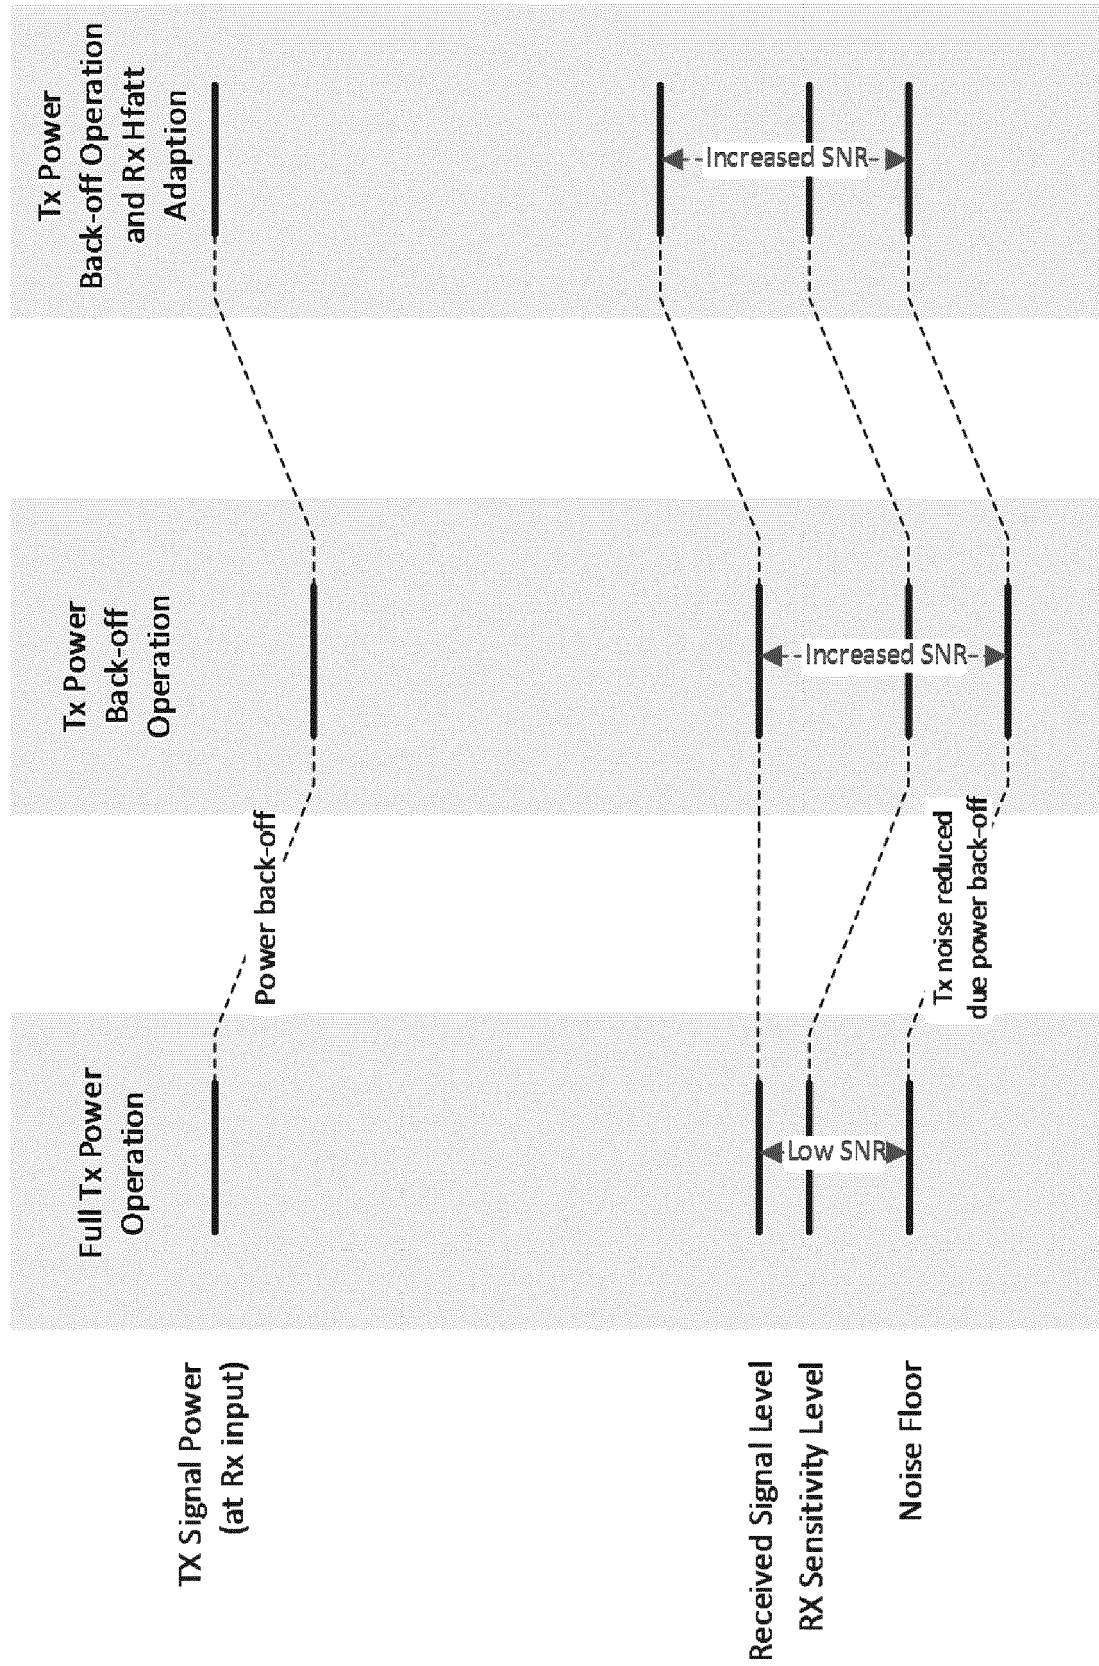 Full Tx Power
Operation
Tx Power
Back-off
Operation
Tx Power
Back-off Operation
and Rx Hfatt
Adaption
TX Signal Power
(at Rx input)
Power back-off
Received Signal Level
RX Sensitivity Level
Noise Floor
Low SNR
Tx noise reduced
due power back-off
Increased SNR
Increased SNR